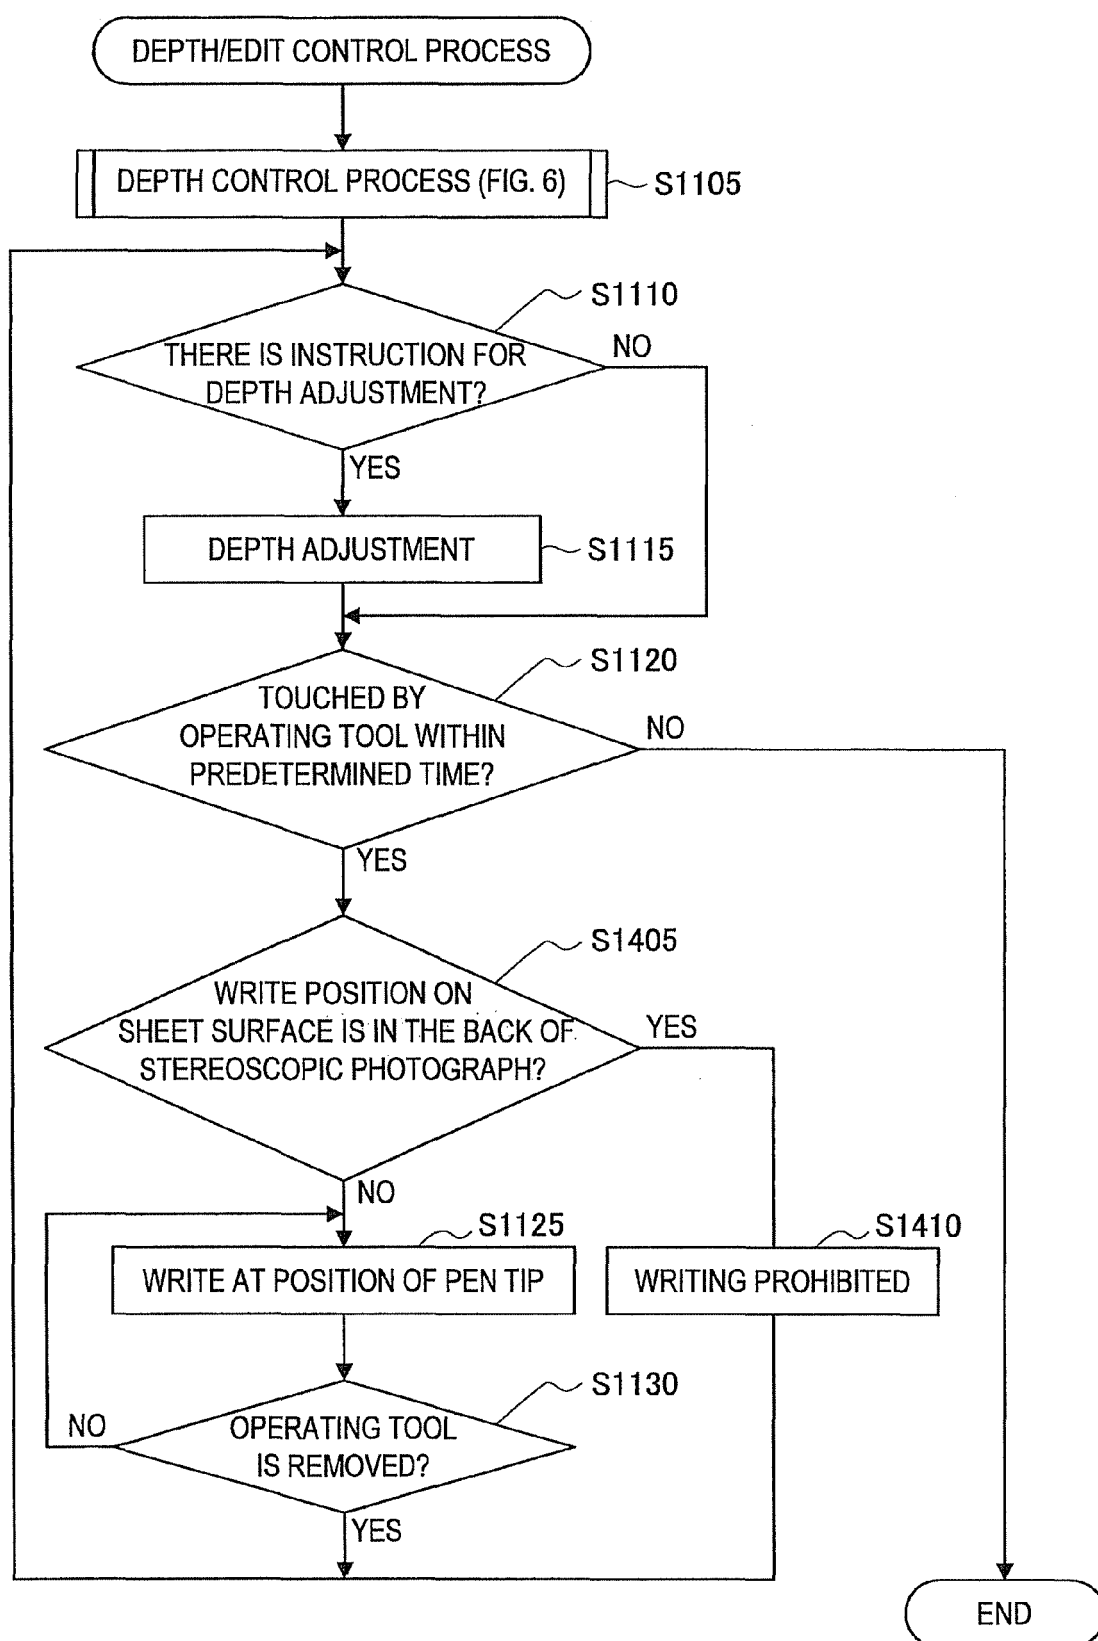 DEPTH/EDIT CONTROL PROCESS
DEPTH CONTROL PROCESS (FIG. 6)
S1105
S1110
THERE IS INSTRUCTION FOR
DEPTH ADJUSTMENT?
NO
YES
DEPTH ADJUSTMENT
S1115
S1120
TOUCHED BY
OPERATING TOOL WITHIN
PREDETERMINED TIME?
NO
YES
S1405
WRITE POSITION ON
SHEET SURFACE IS IN THE BACK OF
STEREOSCOPIC PHOTOGRAPH?
YES
NO
S1125
WRITE AT POSITION OF PEN TIP
S1410
WRITING PROHIBITED
S1130
OPERATING TOOL
IS REMOVED?
NO
YES
END